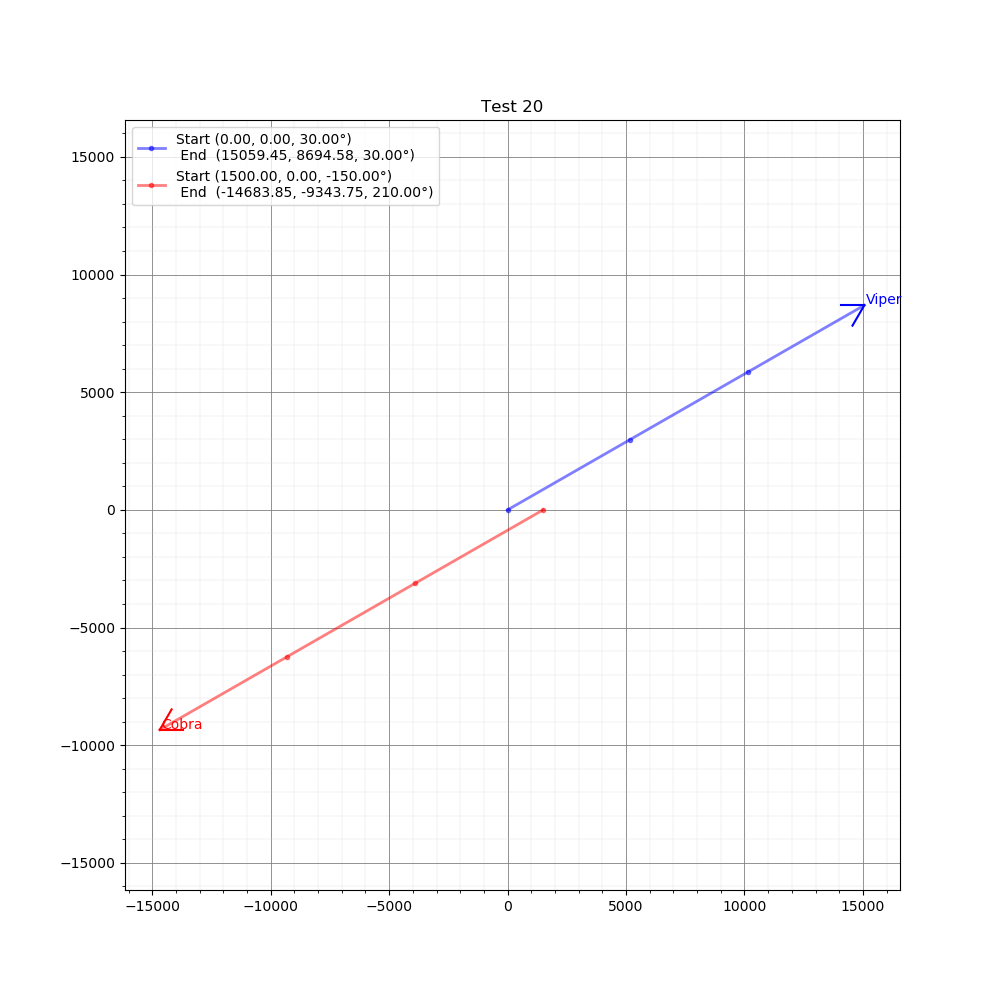 Test 20
Start (0.00, 0.00, 30.00°)
End  (15059.45, 8694.58, 30.00°)
Start (1500.00, 0.00, -150.00°)
End  (-14683.85, -9343.75, 210.00°)
15000
10000
5000
0
−5000
−10000
−15000
Viper
Cobra
−15000 −10000 −5000 0 5000 10000 15000